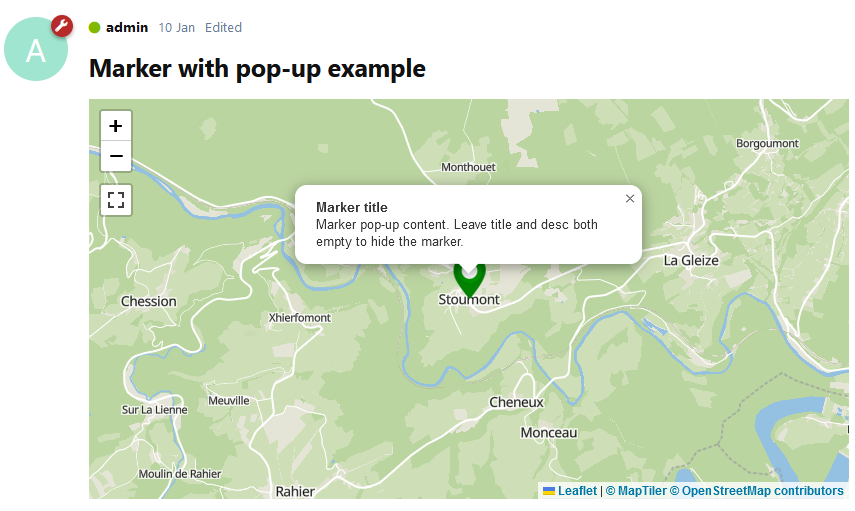 A
admin 10 Jan Edited
Marker with pop-up example
+
−
Borgoumont
Monthouet
Marker title
×
Marker pop-up content. Leave title and desc both
empty to hide the marker.
La Gleize
Stoumont
Chession
Xhierfomont
Meuville
Sur La Lienne
Cheneux
Monceau
Moulin de Rahier
Rahier
Leaflet | © MapTiler © OpenStreetMap contributors